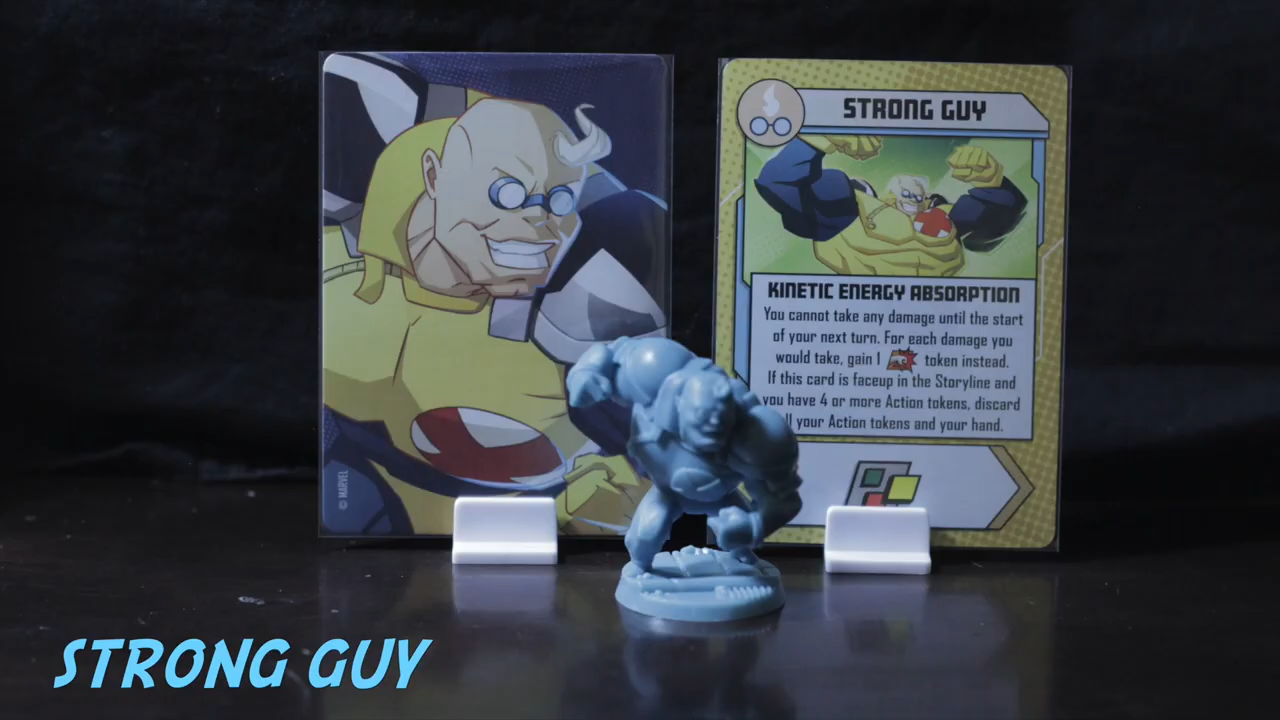 STRONG GUY
KINETIC ENERGY ABSORPTION
You cannot take any damage until the start
of your next turn. For each damage you
would take, gain 1 token instead.
If this card is faceup in the Storyline and
you have 4 or more Action tokens, discard
your Action tokens and your hand.
© MARVEL
STRONG GUY